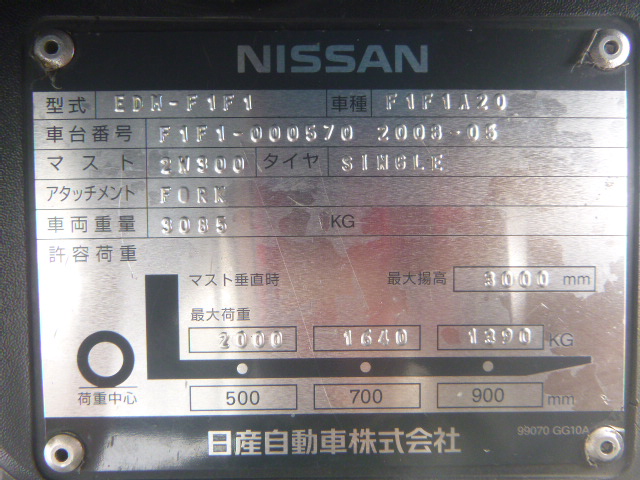 NISSAN
型式 EDN-F1F1 車種 F1F1A20
車台番号 F1F1-000570 2008-06
マスト 2W300 タイヤ SINGLE
アタッチメント FORK
車両重量 3085 KG
許容荷重
マスト垂直時 最大揚高 3000 mm
最大荷重
2000 1640 1390 KG
荷重中心 500 700 900 mm
日産自動車株式会社 99070 GG10A